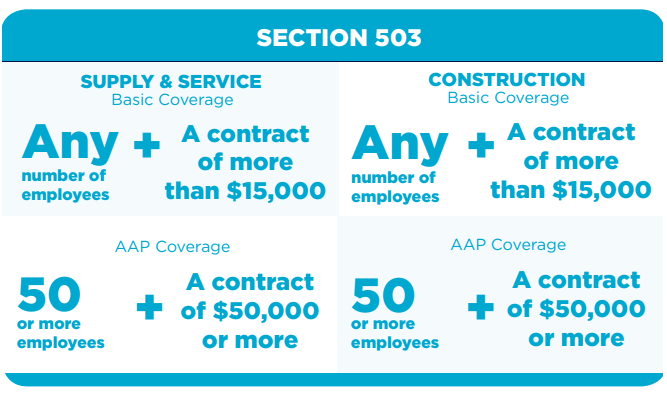 SECTION 503
SUPPLY & SERVICE
Basic Coverage
Any
number of
employees
+
A contract
of more
than $15,000
CONSTRUCTION
Basic Coverage
Any
number of
employees
+
A contract
of more
than $15,000
AAP Coverage
50
or more
employees
+
A contract
of $50,000
or more
AAP Coverage
50
or more
employees
+
A contract
of $50,000
or more